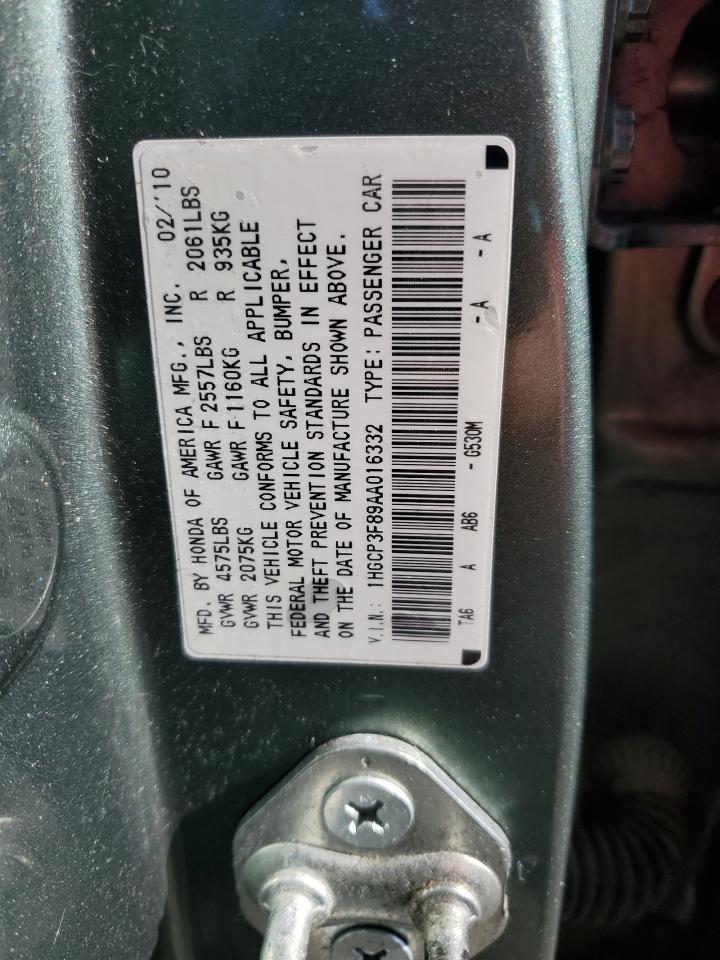 MFD. BY HONDA OF AMERICA MFG., INC. 02/'10
GVWR 4575LBS GAWR F 2557LBS R 2061LBS
GVWR 2075KG GAWR F 1160KG R 935KG
THIS VEHICLE CONFORMS TO ALL APPLICABLE
FEDERAL MOTOR VEHICLE SAFETY, BUMPER,
AND THEFT PREVENTION STANDARDS IN EFFECT
ON THE DATE OF MANUFACTURE SHOWN ABOVE.
V.I.N.: 1HGCP3F89AA016332 TYPE: PASSENGER CAR
TA6 A AB6 - G530M - A - A